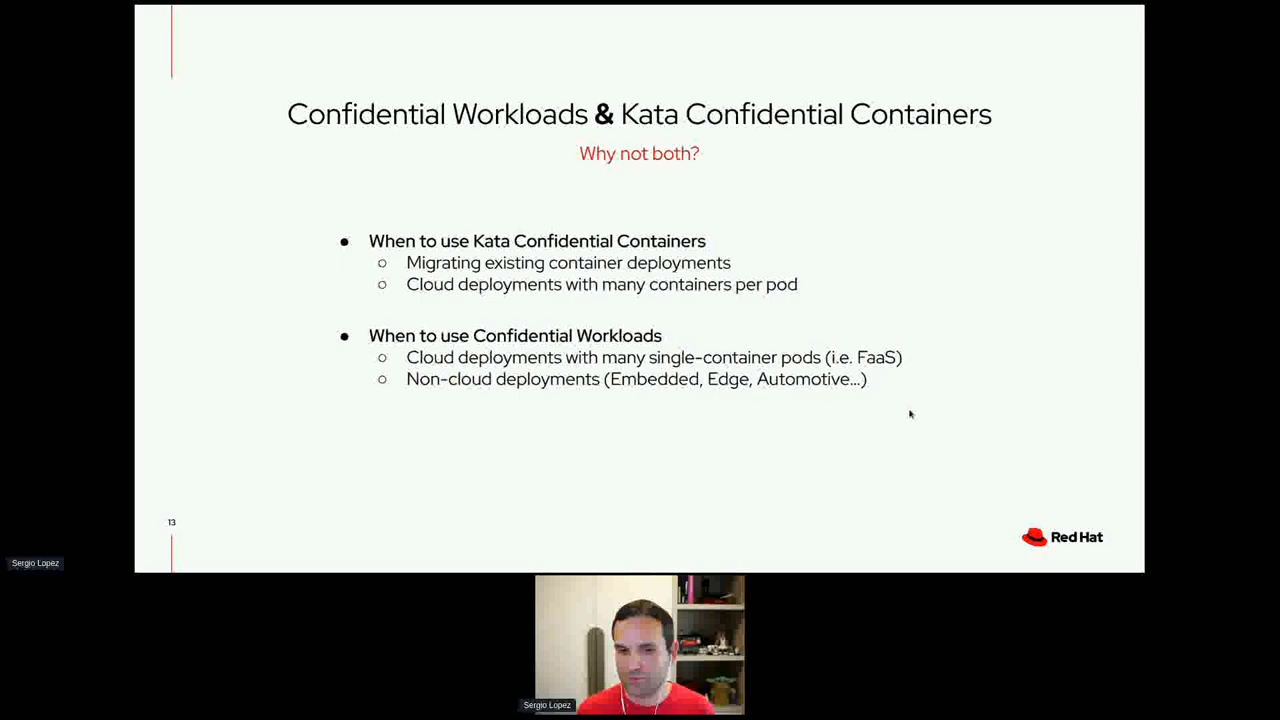 Confidential Workloads & Kata Confidential Containers
Why not both?
● When to use Kata Confidential Containers
○ Migrating existing container deployments
○ Cloud deployments with many containers per pod
● When to use Confidential Workloads
○ Cloud deployments with many single-container pods (i.e. FaaS)
○ Non-cloud deployments (Embedded, Edge, Automotive...)
13
Red Hat
Sergio Lopez
Sergio Lopez